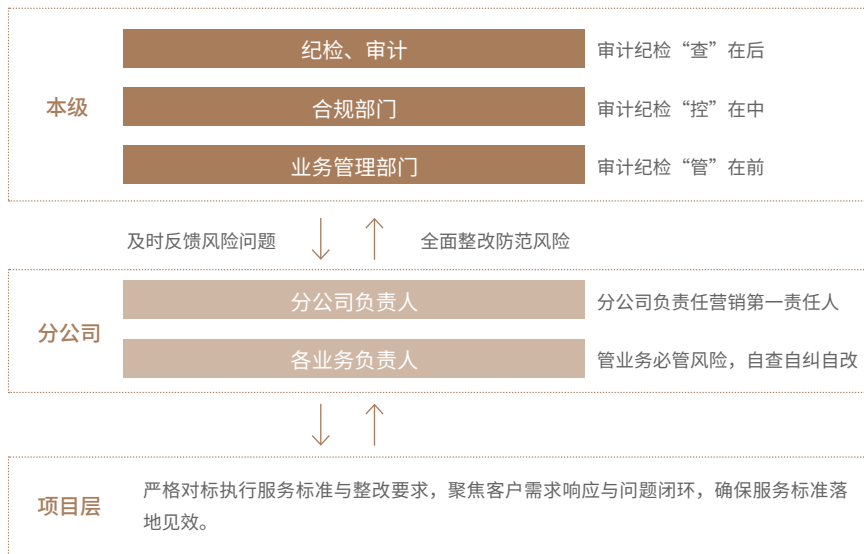 纪检、审计
审计纪检“查”在后
本级
合规部门
审计纪检“控”在中
业务管理部门
审计纪检“管”在前
及时反馈风险问题
全面整改防范风险
分公司负责人
分公司负责任营销第一责任人
分公司
各业务负责人
管业务必管风险，自查自纠自改
项目层
严格对标执行服务标准与整改要求，聚焦客户需求响应与问题闭环，确保服务标准落
地见效。